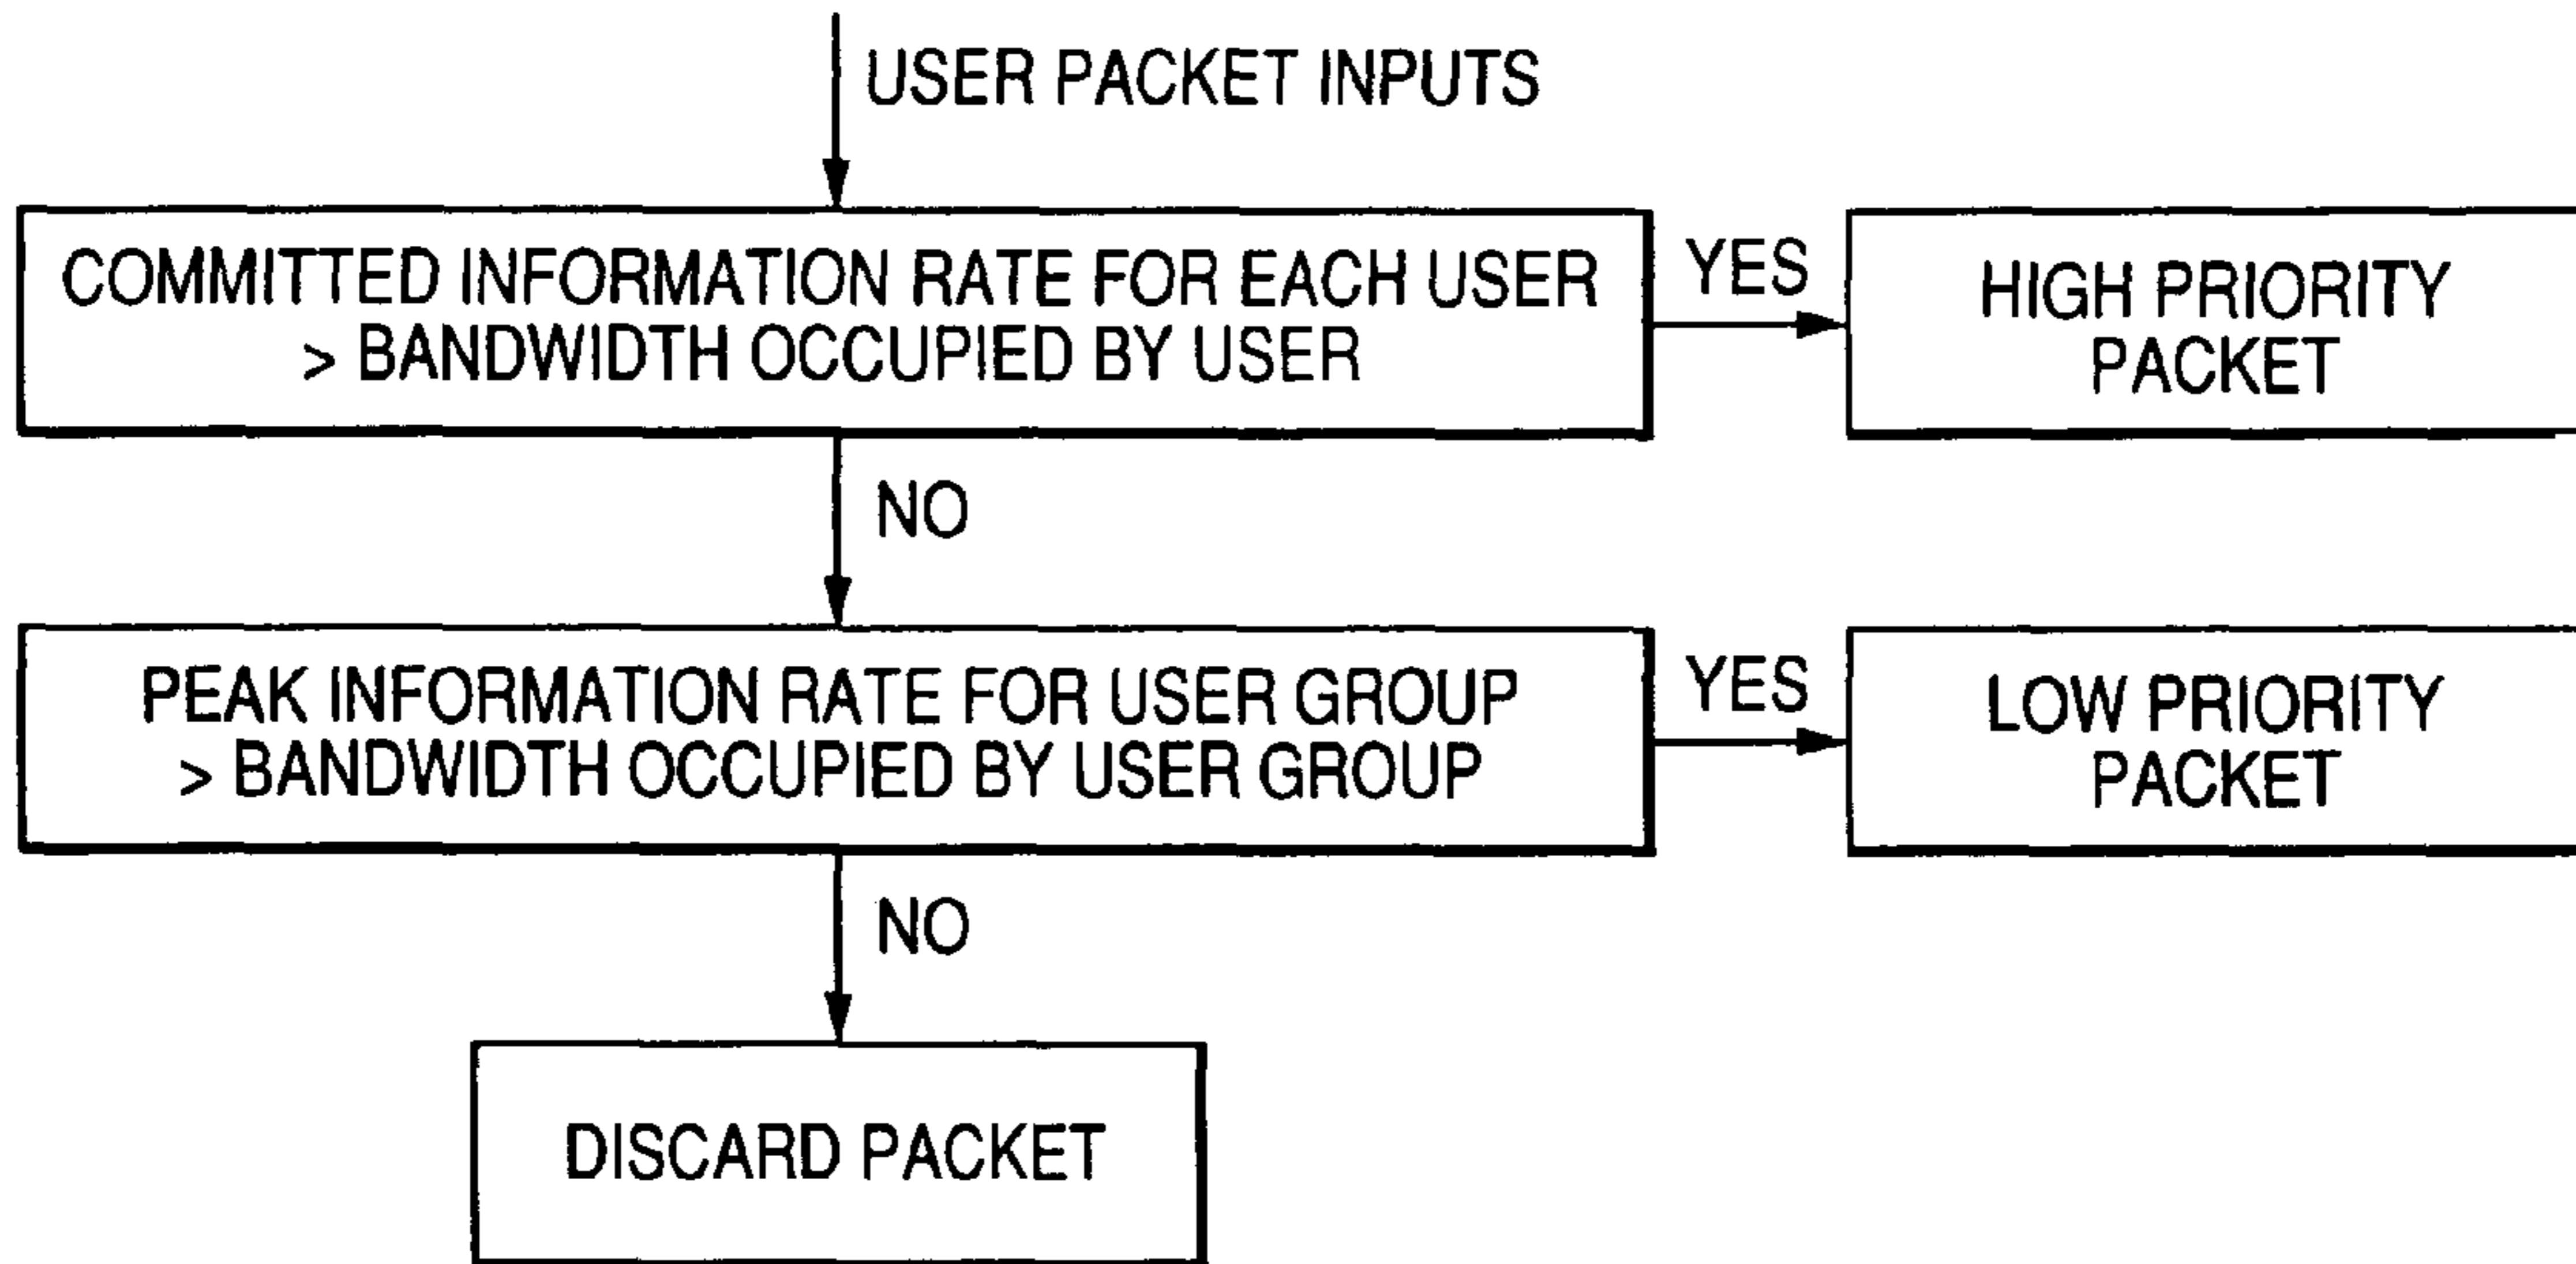 USER PACKET INPUTS
COMMITTED INFORMATION RATE FOR EACH USER
> BANDWIDTH OCCUPIED BY USER
YES
HIGH PRIORITY
PACKET
NO
PEAK INFORMATION RATE FOR USER GROUP
> BANDWIDTH OCCUPIED BY USER GROUP
YES
LOW PRIORITY
PACKET
NO
DISCARD PACKET